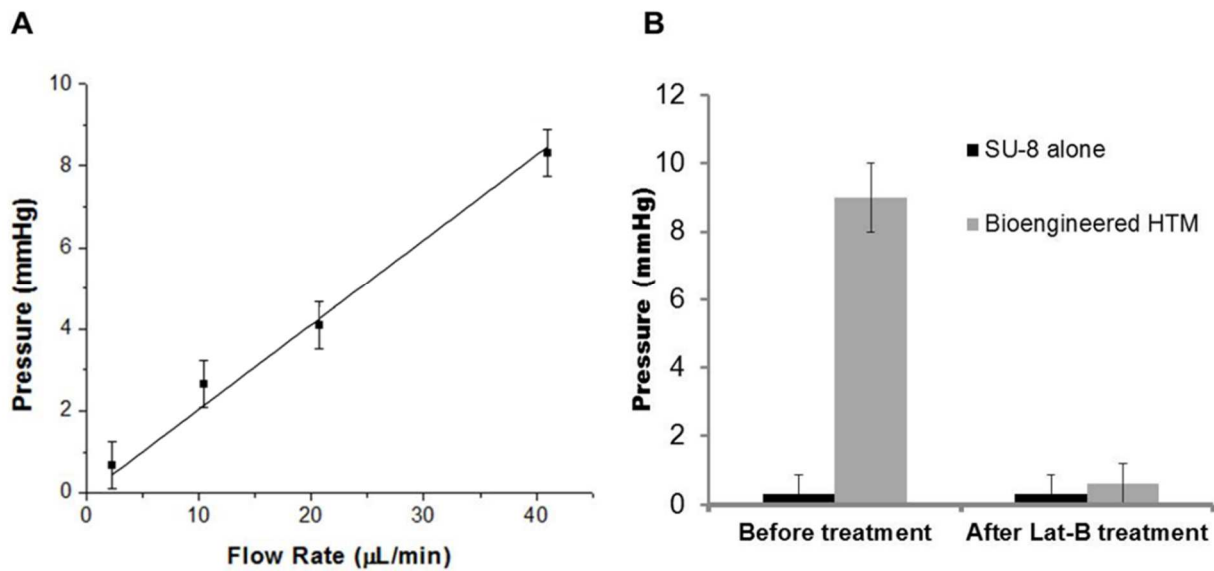 A
Pressure (mmHg)
10
8
6
4
2
0
0 10 20 30 40
Flow Rate (μL/min)
B
Pressure (mmHg)
12
10
8
6
4
2
0
SU-8 alone
Bioengineered HTM
Before treatment After Lat-B treatment